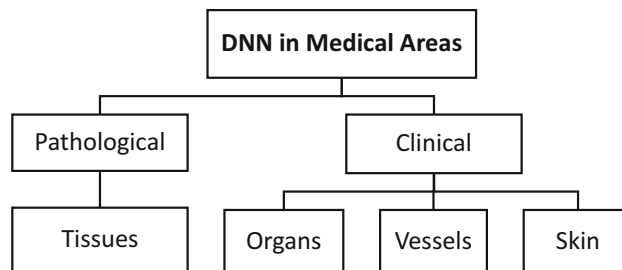 DNN in Medical Areas
Pathological
Clinical
Tissues
Organs
Vessels
Skin